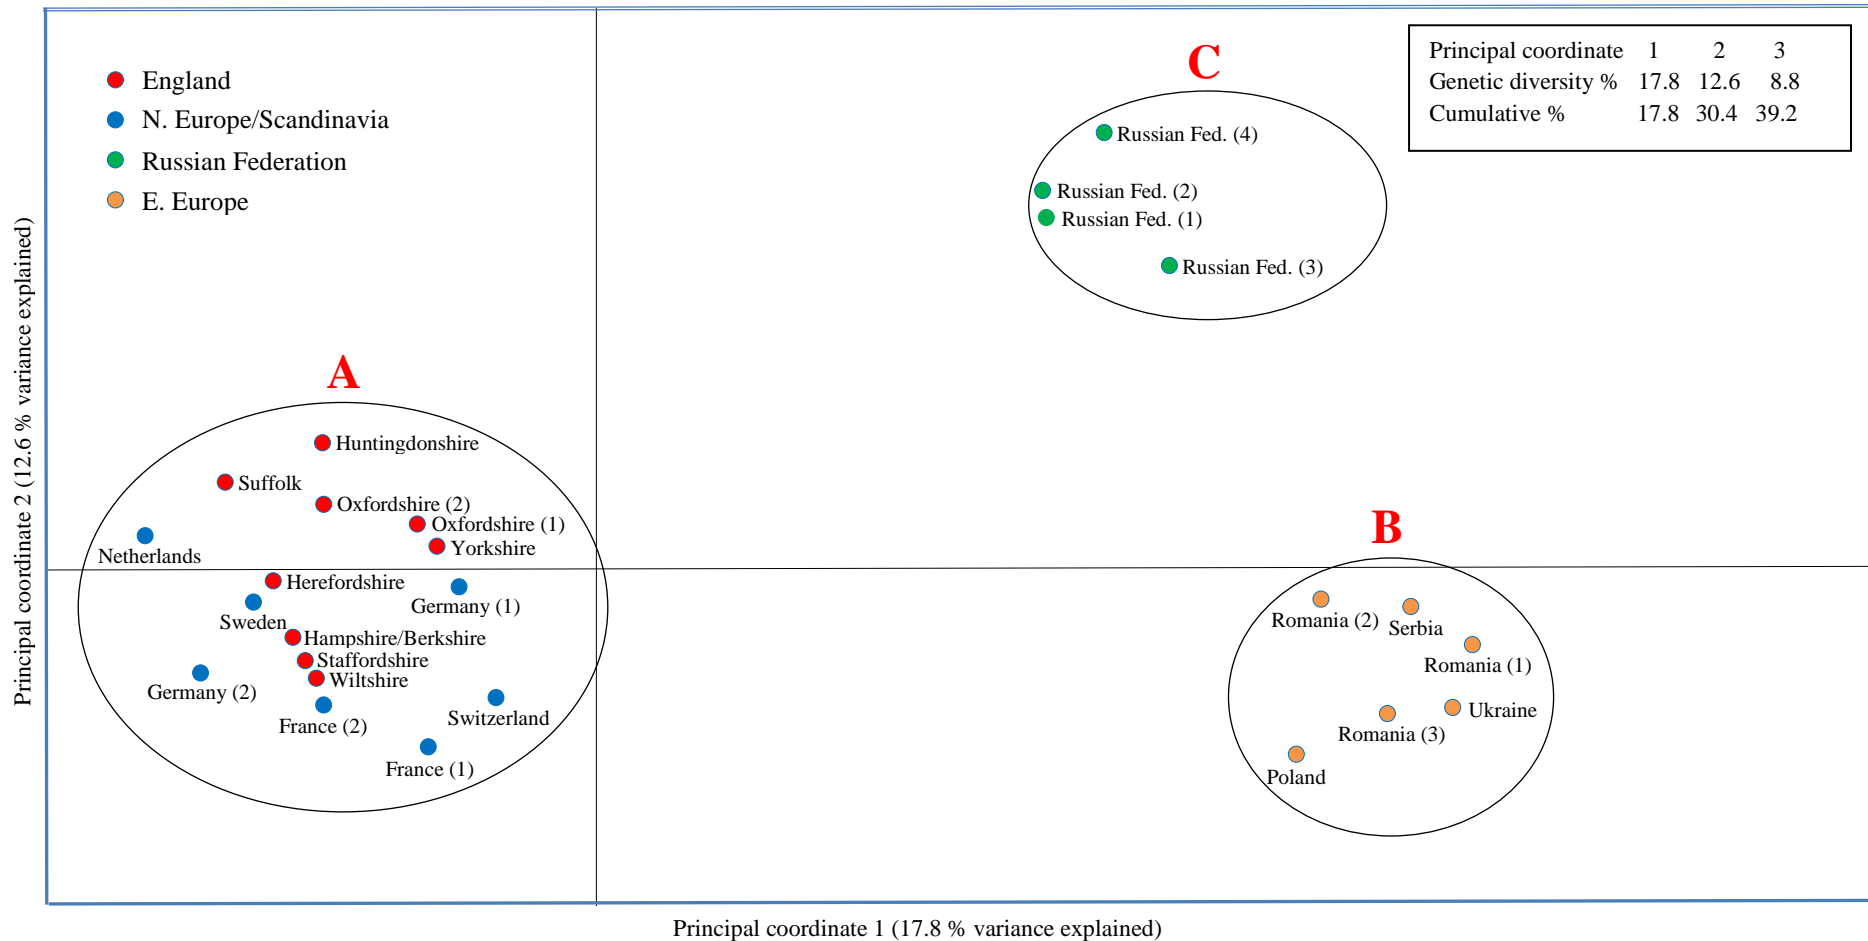 Principal coordinate 1 2 3
Genetic diversity % 17.8 12.6 8.8
Cumulative % 17.8 30.4 39.2
England
N. Europe/Scandinavia
Russian Federation
E. Europe
C
Russian Fed. (4)
Russian Fed. (2)
Russian Fed. (1)
Russian Fed. (3)
A
Huntingdonshire
Suffolk
Oxfordshire (2)
Oxfordshire (1)
Yorkshire
Netherlands
Herefordshire
Germany (1)
Sweden
Hampshire/Berkshire
Staffordshire
Wiltshire
Germany (2)
France (2)
Switzerland
France (1)
B
Romania (2)
Serbia
Romania (1)
Ukraine
Romania (3)
Poland
Principal coordinate 2 (12.6 % variance explained)
Principal coordinate 1 (17.8 % variance explained)